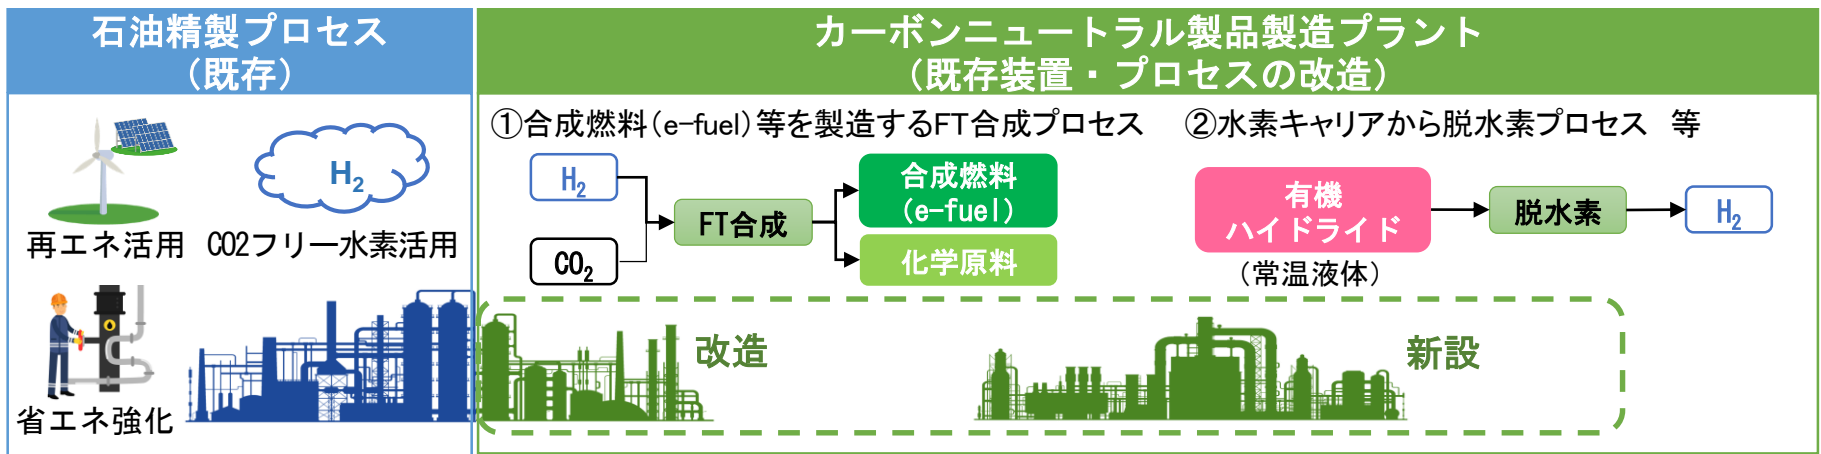 石油精製プロセス
（既存）
H2
再エネ活用
CO2フリー水素活用
省エネ強化
カーボンニュートラル製品製造プラント
（既存装置・プロセスの改造）
①合成燃料（e-fuel）等を製造するFT合成プロセス
H2
CO2
FT合成
合成燃料
（e-fuel）
化学原料
②水素キャリアから脱水素プロセス　等
有機
ハイドライド
（常温液体）
脱水素
H2
改造
新設